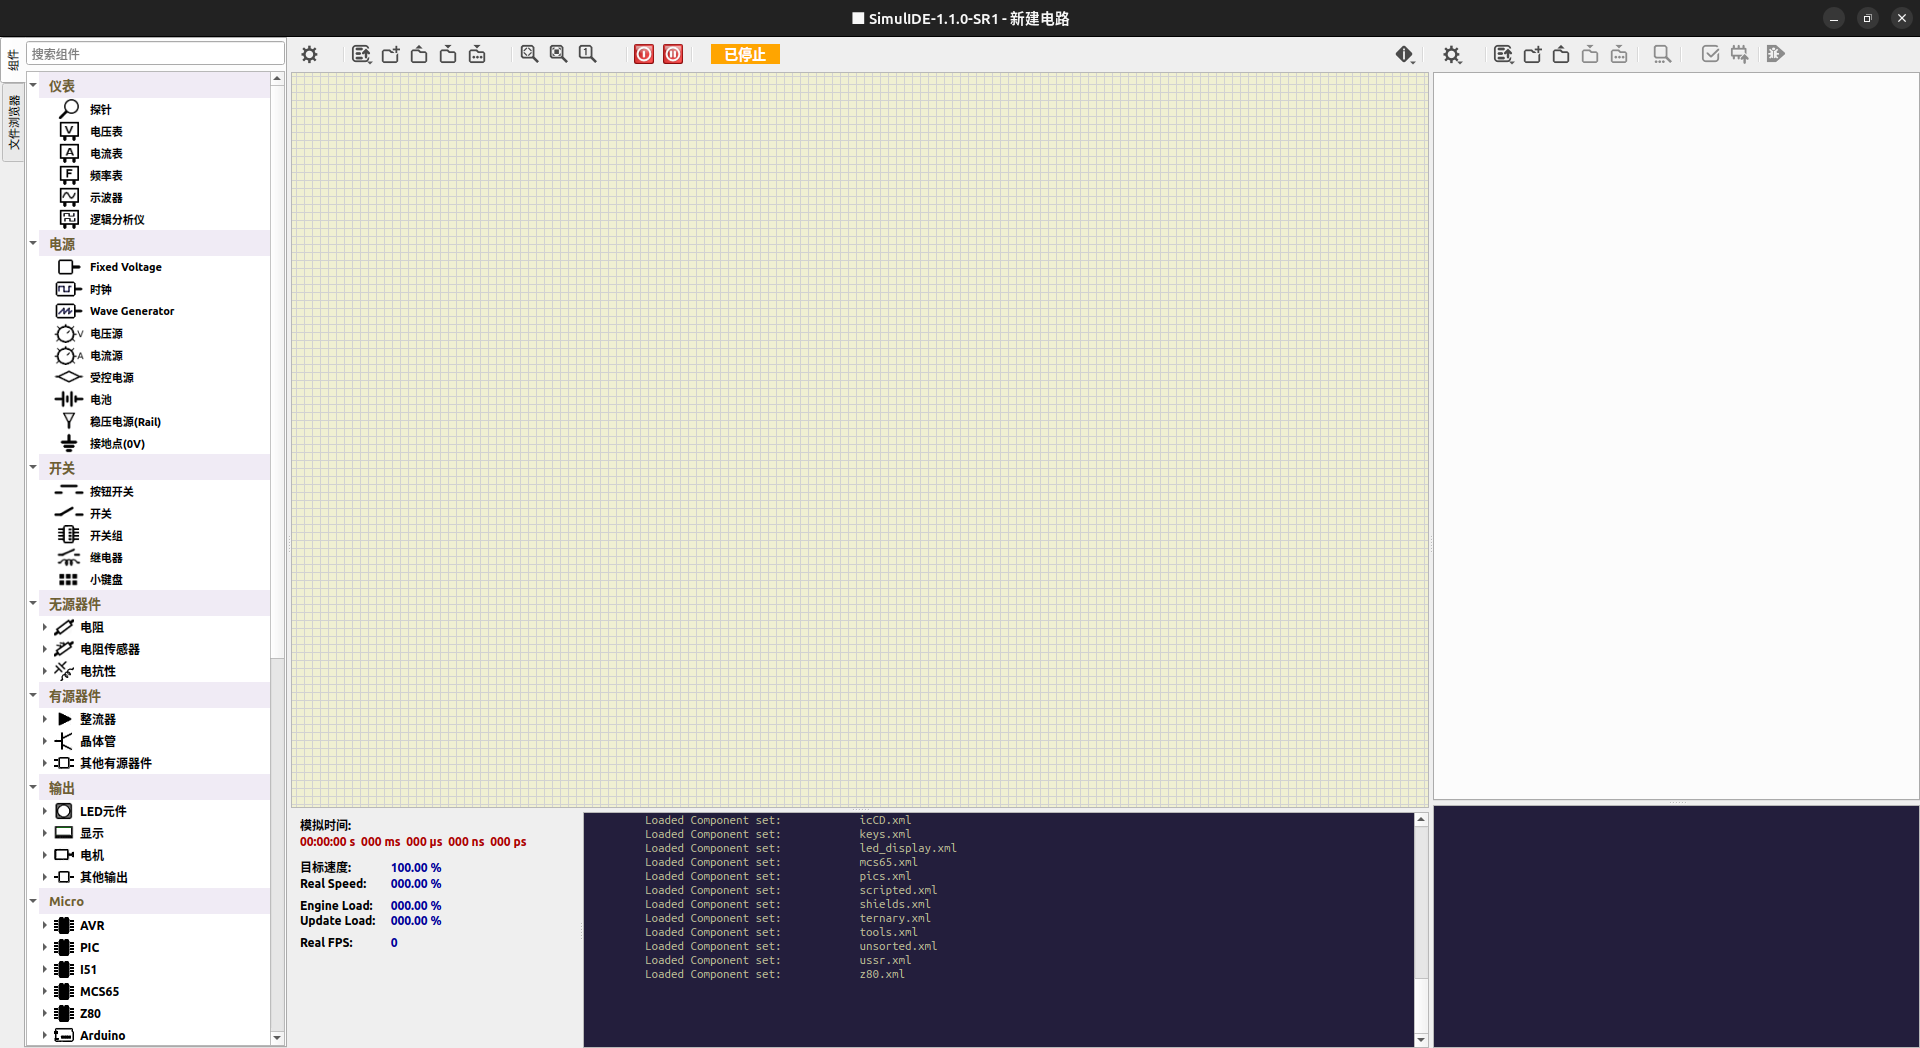 SimulIDE-1.1.0-SR1 - 新建电路
组件
文件浏览器
搜索组件
仪表
探针
电压表
电流表
频率表
示波器
逻辑分析仪
电源
Fixed Voltage
时钟
Wave Generator
电压源
电流源
受控电源
电池
稳压电源(Rail)
接地点(0V)
开关
按钮开关
开关
开关组
继电器
小键盘
无源器件
电阻
电阻传感器
电抗性
有源器件
整流器
晶体管
其他有源器件
输出
LED元件
显示
电机
其他输出
Micro
AVR
PIC
I51
MCS65
Z80
Arduino
已停止
模拟时间:
00:00:00 s 000 ms 000 µs 000 ns 000 ps
目标速度: 100.00 %
Real Speed: 000.00 %
Engine Load: 000.00 %
Update Load: 000.00 %
Real FPS: 0
Loaded Component set: icCD.xml
Loaded Component set: keys.xml
Loaded Component set: led_display.xml
Loaded Component set: mcs65.xml
Loaded Component set: pics.xml
Loaded Component set: scripted.xml
Loaded Component set: shields.xml
Loaded Component set: ternary.xml
Loaded Component set: tools.xml
Loaded Component set: unsorted.xml
Loaded Component set: ussr.xml
Loaded Component set: z80.xml